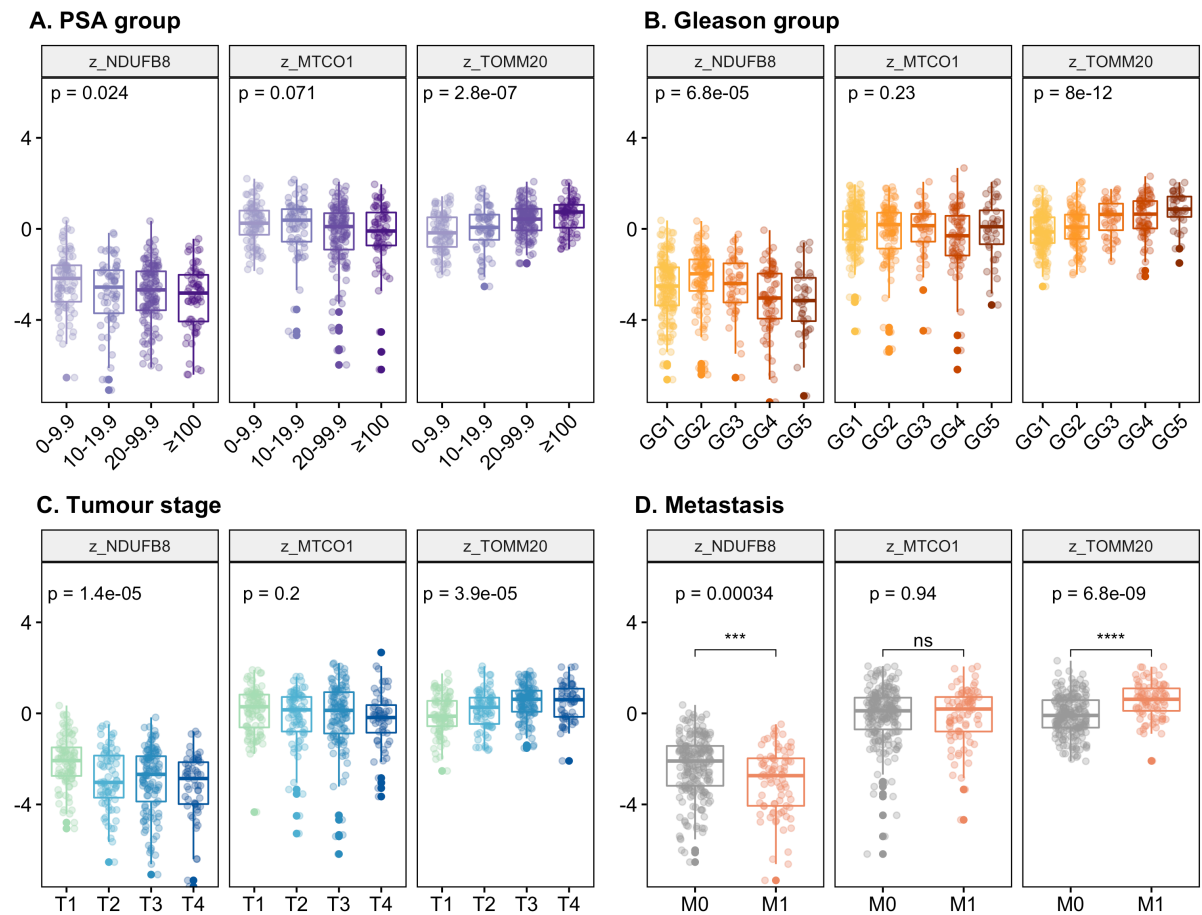 A. PSA group
z_NDUFB8 z_MTCO1 z_TOMM20
p = 0.024 p = 0.071 p = 2.8e-07
4
0
-4
0-9.9 10-19.9 20-99.9 ≥100 0-9.9 10-19.9 20-99.9 ≥100 0-9.9 10-19.9 20-99.9 ≥100
B. Gleason group
z_NDUFB8 z_MTCO1 z_TOMM20
p = 6.8e-05 p = 0.23 p = 8e-12
4
0
-4
GG1 GG2 GG3 GG4 GG5 GG1 GG2 GG3 GG4 GG5 GG1 GG2 GG3 GG4 GG5
C. Tumour stage
z_NDUFB8 z_MTCO1 z_TOMM20
p = 1.4e-05 p = 0.2 p = 3.9e-05
4
0
-4
T1 T2 T3 T4 T1 T2 T3 T4 T1 T2 T3 T4
D. Metastasis
z_NDUFB8 z_MTCO1 z_TOMM20
p = 0.00034 p = 0.94 p = 6.8e-09
4
*** ns ****
0
-4
M0 M1 M0 M1 M0 M1